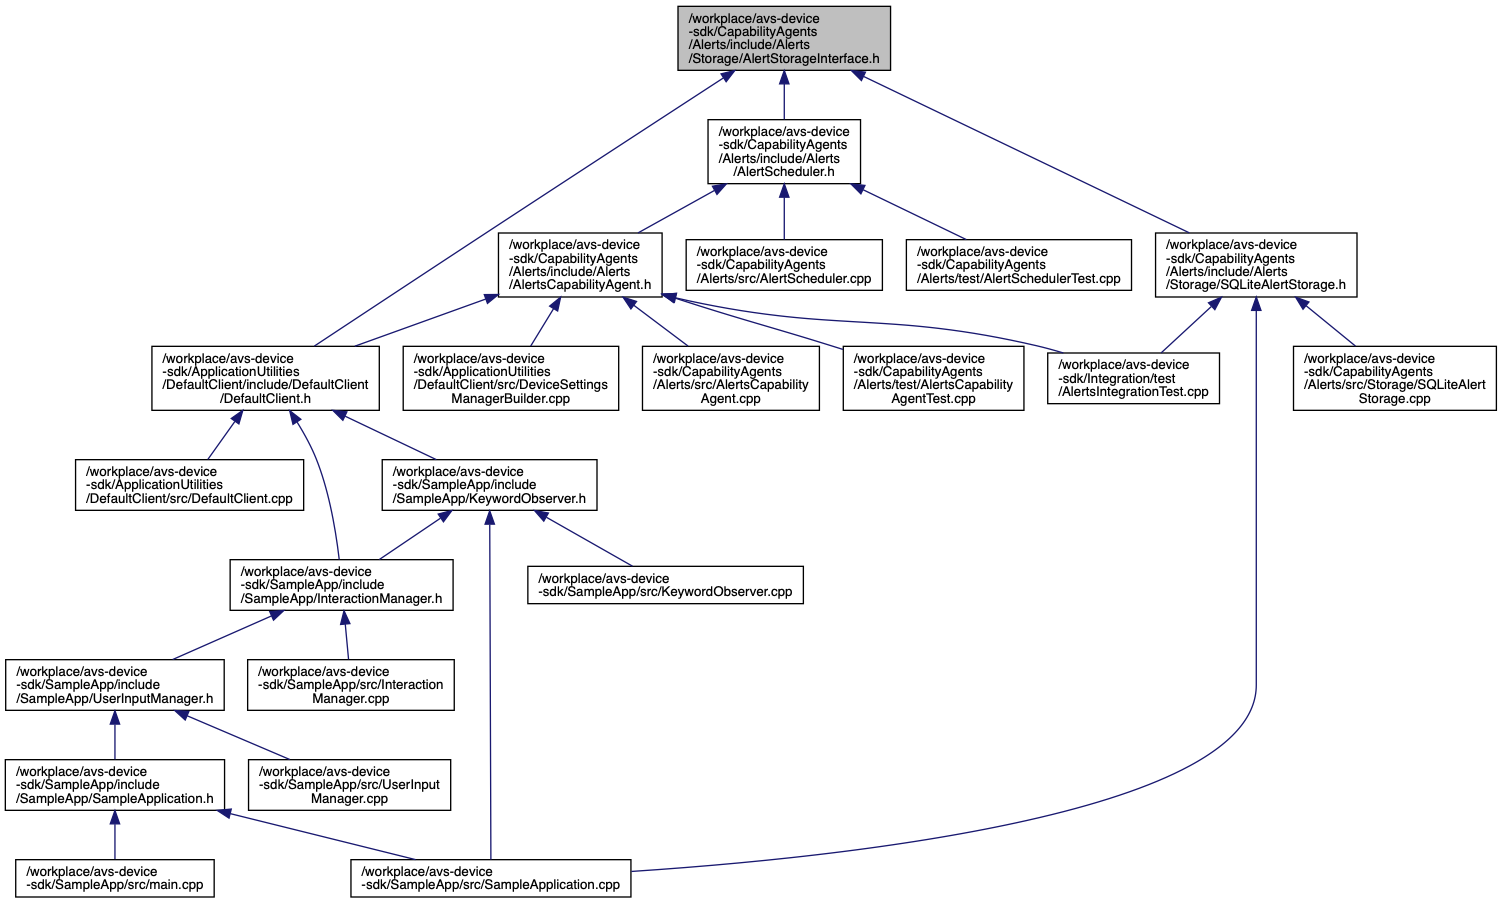 /workplace/avs-device
-sdk/CapabilityAgents
/Alerts/include/Alerts
/Storage/AlertStorageInterface.h
/workplace/avs-device
-sdk/CapabilityAgents
/Alerts/include/Alerts
/AlertScheduler.h
/workplace/avs-device
-sdk/CapabilityAgents
/Alerts/include/Alerts
/AlertsCapabilityAgent.h
/workplace/avs-device
-sdk/CapabilityAgents
/Alerts/src/AlertScheduler.cpp
/workplace/avs-device
-sdk/CapabilityAgents
/Alerts/test/AlertSchedulerTest.cpp
/workplace/avs-device
-sdk/CapabilityAgents
/Alerts/include/Alerts
/Storage/SQLiteAlertStorage.h
/workplace/avs-device
-sdk/ApplicationUtilities
/DefaultClient/include/DefaultClient
/DefaultClient.h
/workplace/avs-device
-sdk/ApplicationUtilities
/DefaultClient/src/DeviceSettings
ManagerBuilder.cpp
/workplace/avs-device
-sdk/CapabilityAgents
/Alerts/src/AlertsCapability
Agent.cpp
/workplace/avs-device
-sdk/CapabilityAgents
/Alerts/test/AlertsCapability
AgentTest.cpp
/workplace/avs-device
-sdk/Integration/test
/AlertsIntegrationTest.cpp
/workplace/avs-device
-sdk/CapabilityAgents
/Alerts/src/Storage/SQLiteAlert
Storage.cpp
/workplace/avs-device
-sdk/ApplicationUtilities
/DefaultClient/src/DefaultClient.cpp
/workplace/avs-device
-sdk/SampleApp/include
/SampleApp/KeywordObserver.h
/workplace/avs-device
-sdk/SampleApp/include
/SampleApp/InteractionManager.h
/workplace/avs-device
-sdk/SampleApp/src/KeywordObserver.cpp
/workplace/avs-device
-sdk/SampleApp/include
/SampleApp/UserInputManager.h
/workplace/avs-device
-sdk/SampleApp/src/Interaction
Manager.cpp
/workplace/avs-device
-sdk/SampleApp/include
/SampleApp/SampleApplication.h
/workplace/avs-device
-sdk/SampleApp/src/UserInput
Manager.cpp
/workplace/avs-device
-sdk/SampleApp/src/main.cpp
/workplace/avs-device
-sdk/SampleApp/src/SampleApplication.cpp